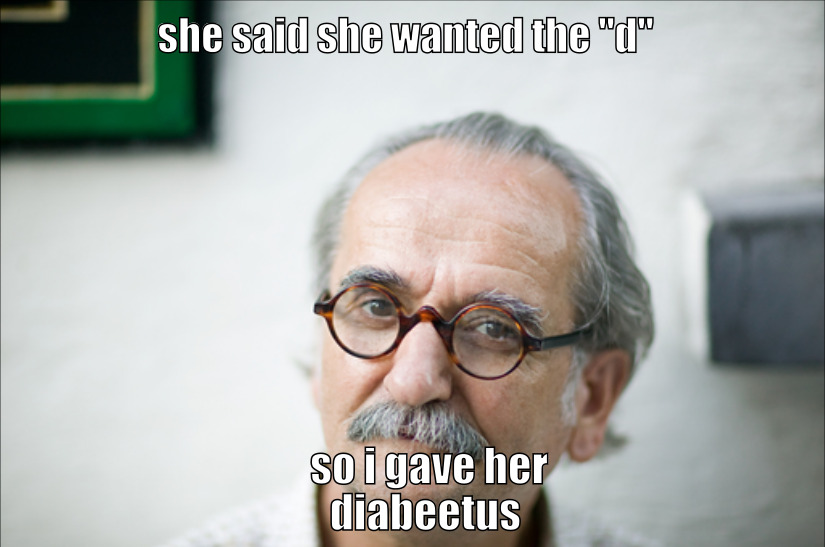 she said she wanted the "d"
so i gave her
diabeetus